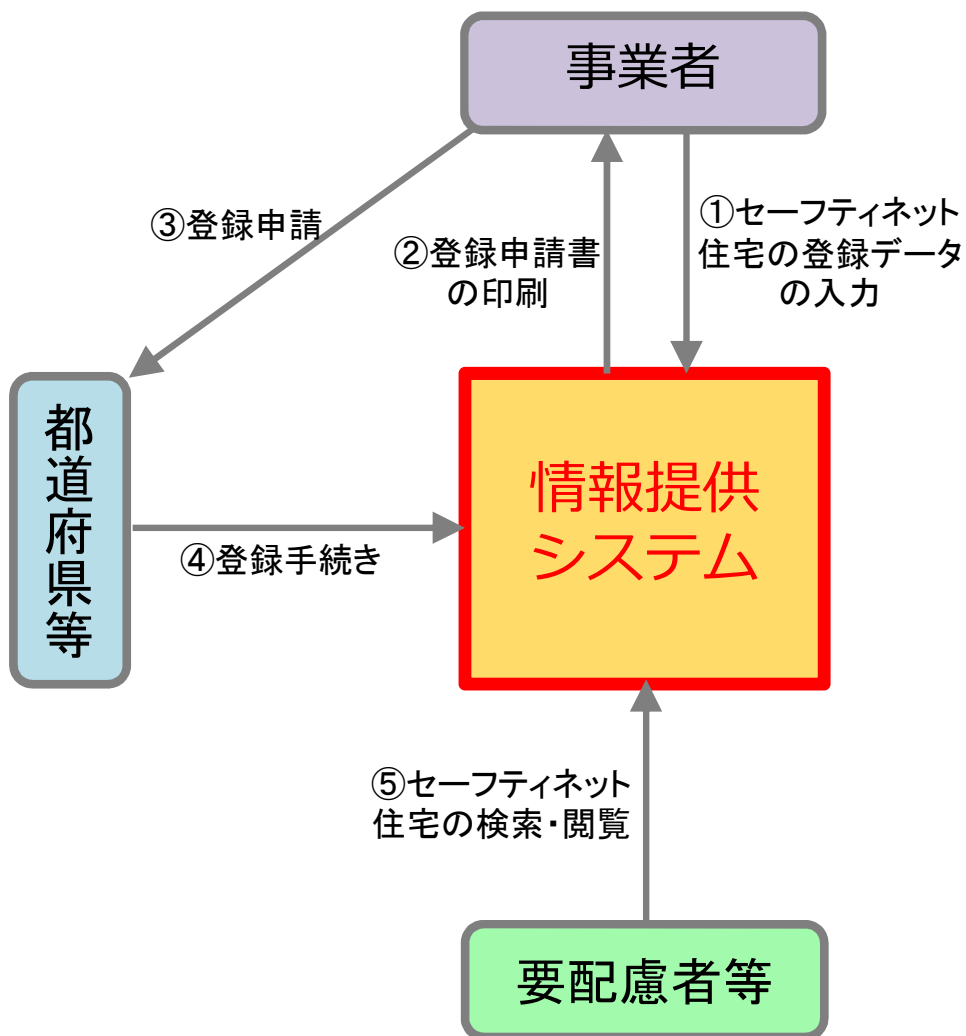 事業者
①セーフティネット
住宅の登録データ
の入力
②登録申請書
の印刷
③登録申請
都道府県等
④登録手続き
情報提供
システム
⑤セーフティネット
住宅の検索・閲覧
要配慮者等